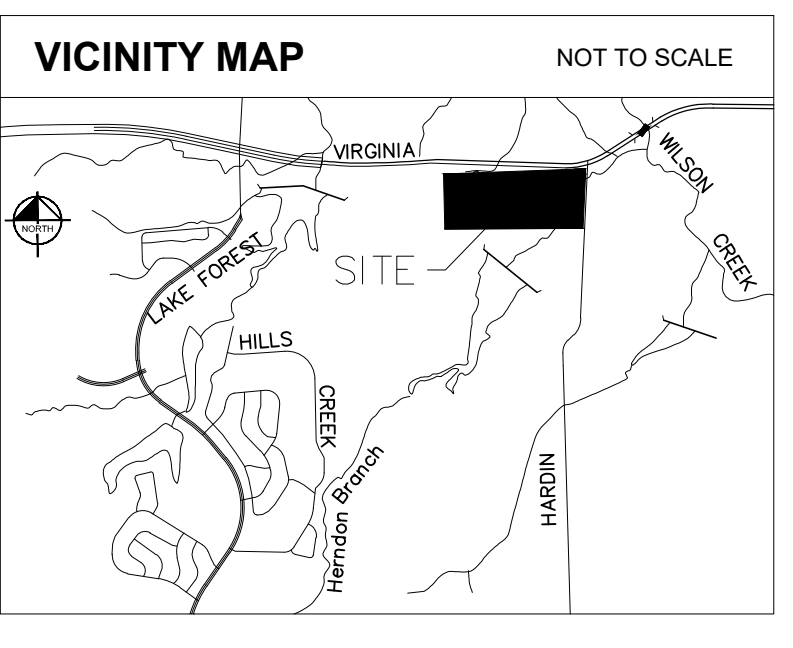 VICINITY MAP
NOT TO SCALE
VIRGINIA
WILSON
CREEK
NORTH
LAKE FOREST
SITE
HILLS
CREEK
Herndon Branch
HARDIN